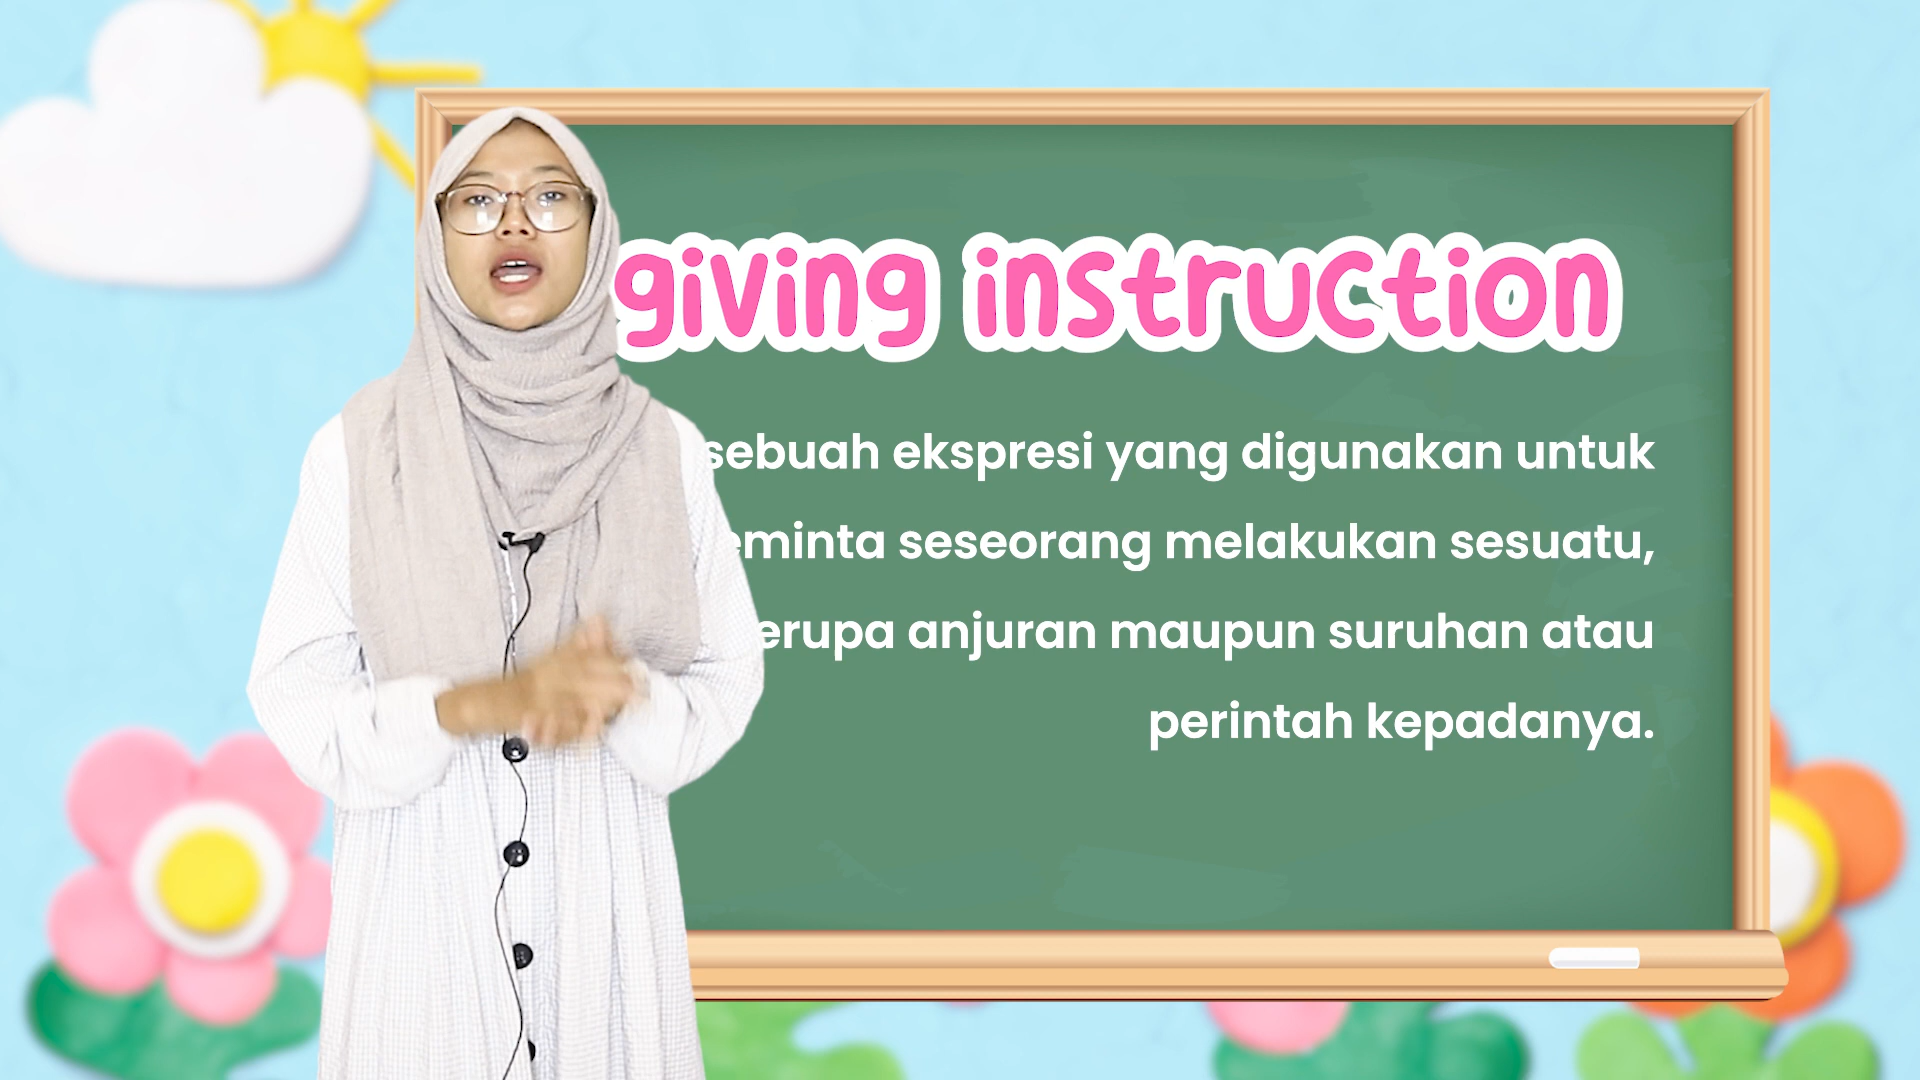 giving instruction
sebuah ekspresi yang digunakan untuk
seseorang melakukan sesuatu,
anjuran maupun suruhan atau
perintah kepadanya.